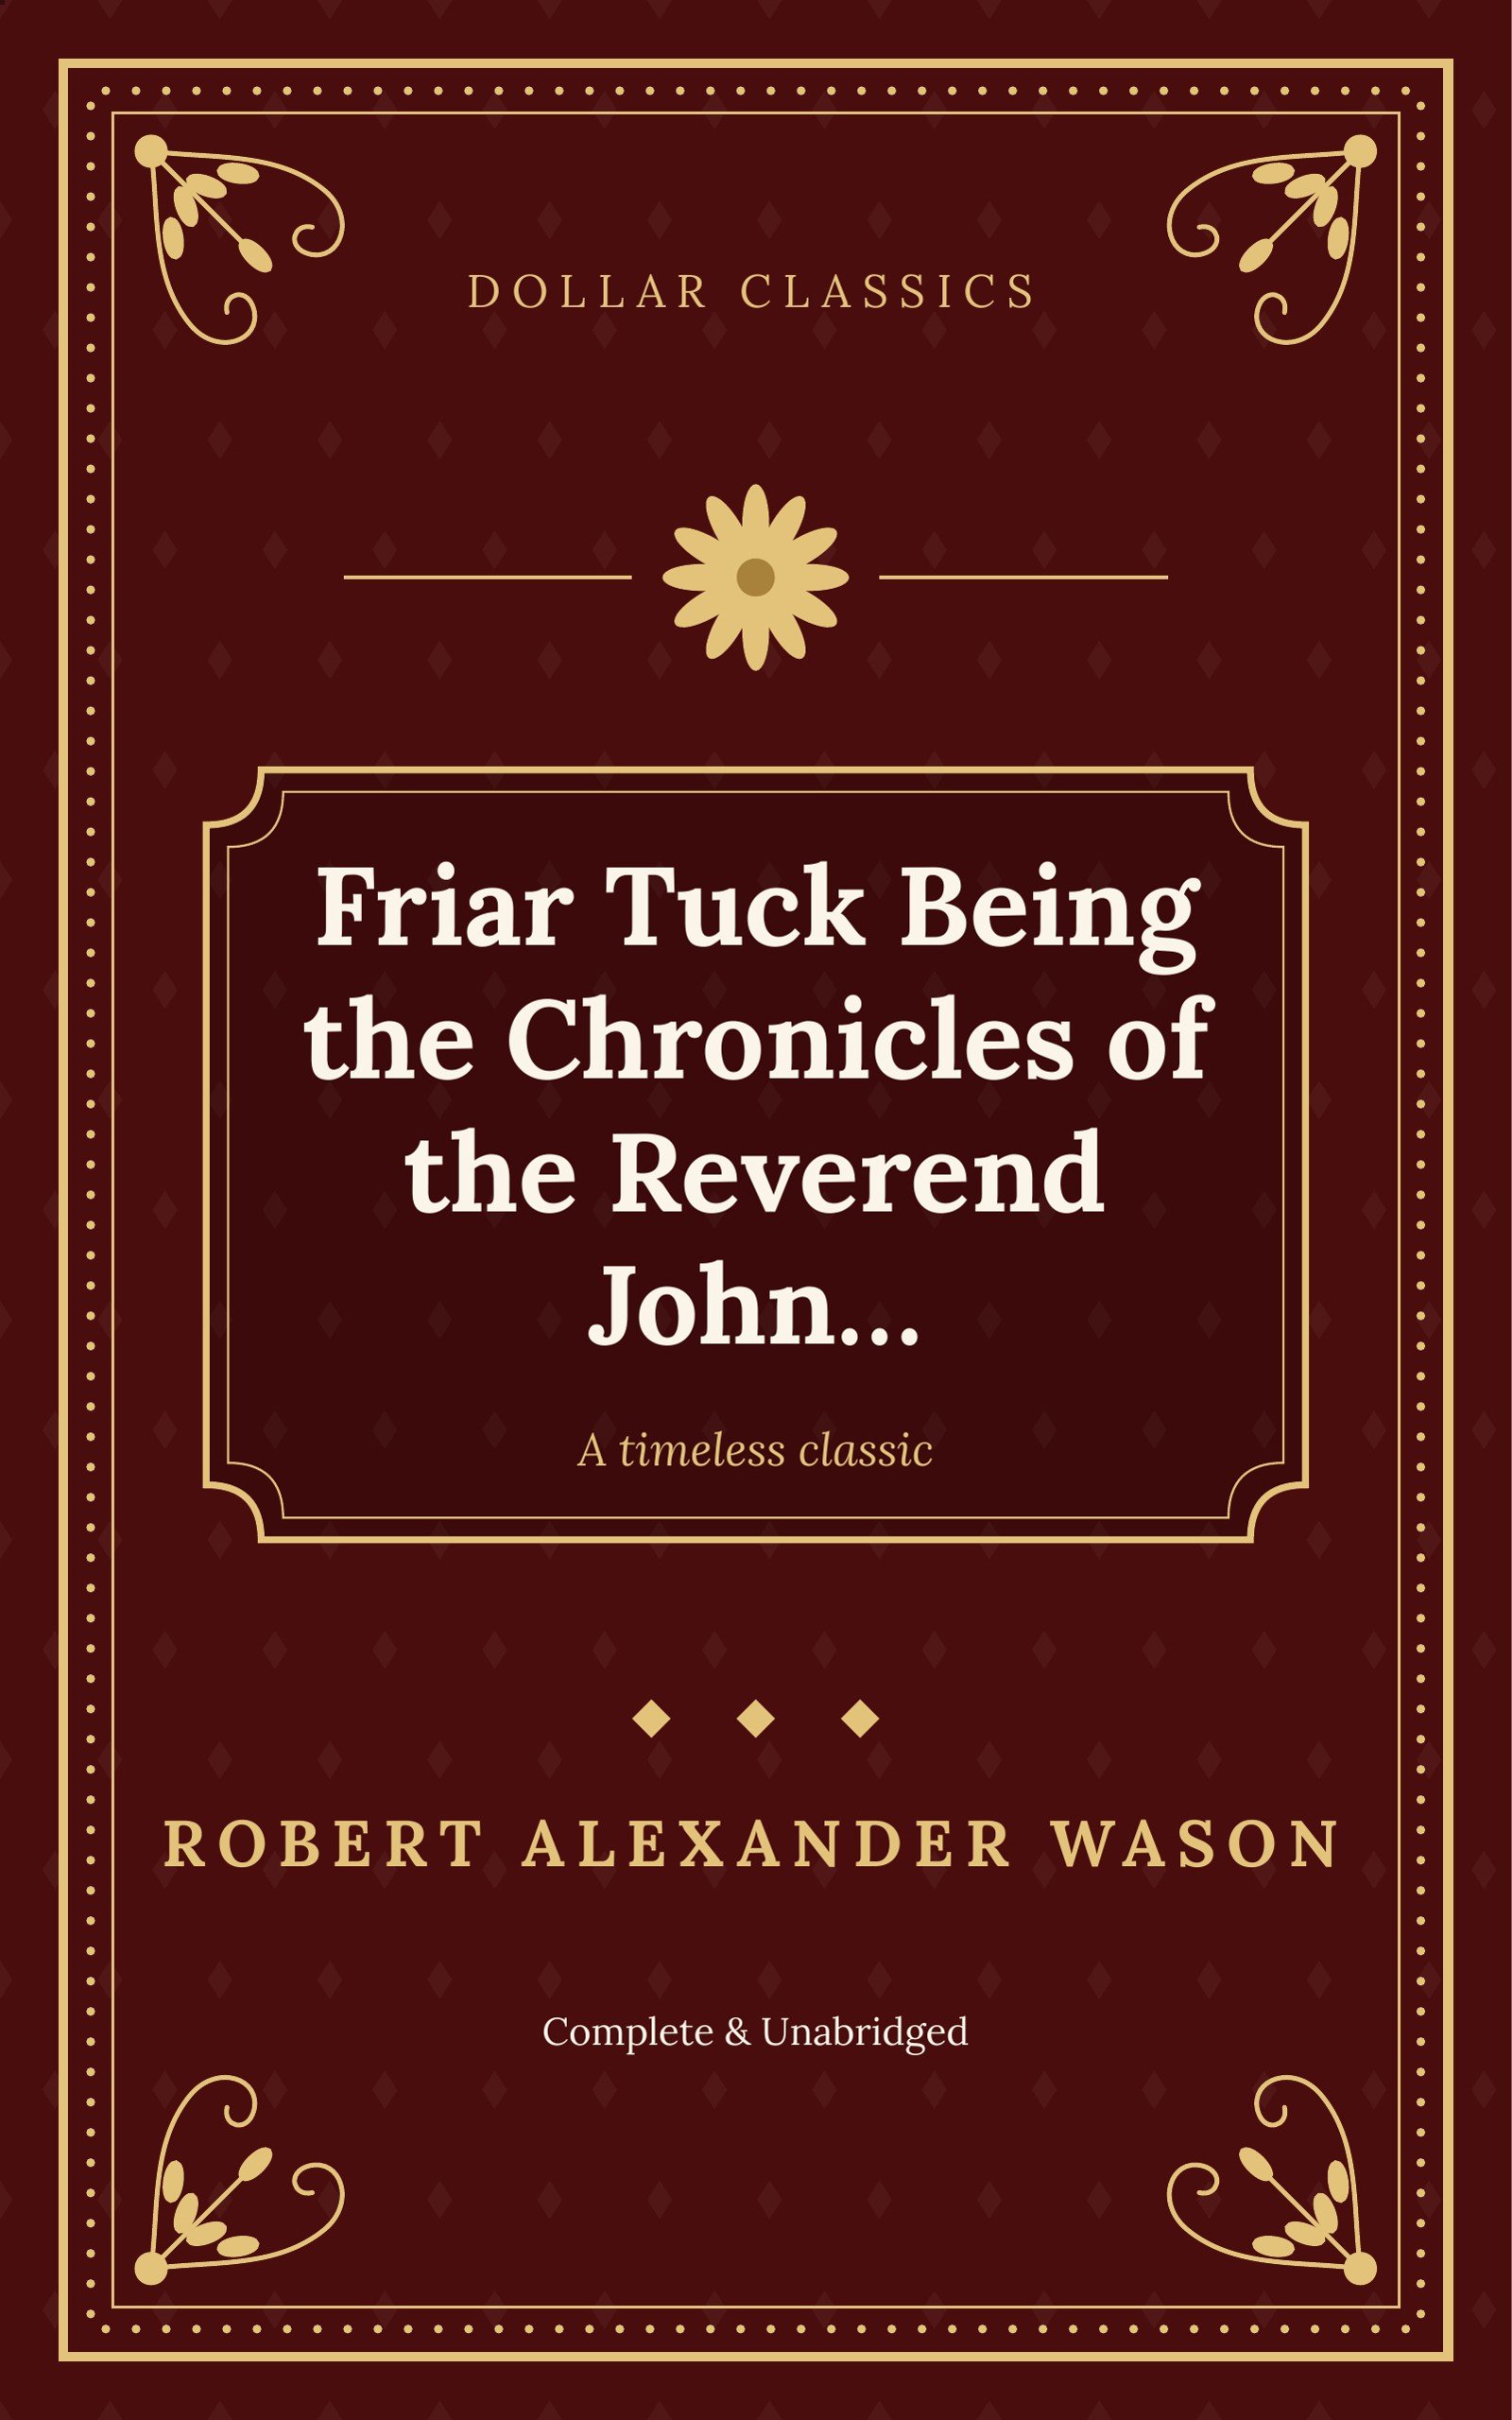 DOLLAR CLASSICS
Friar Tuck Being
the Chronicles of
the Reverend
John...
A timeless classic
ROBERT ALEXANDER WASON
Complete & Unabridged